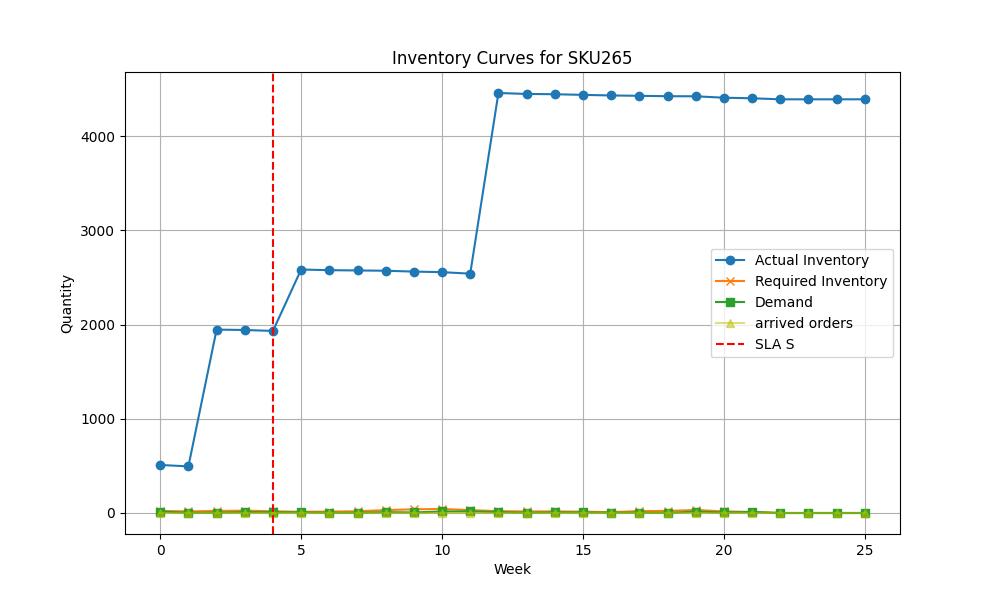 Inventory Curves for SKU265
Quantity
4000
3000
2000
1000
0
Actual Inventory
Required Inventory
Demand
arrived orders
SLA S
0 5 10 15 20 25
Week